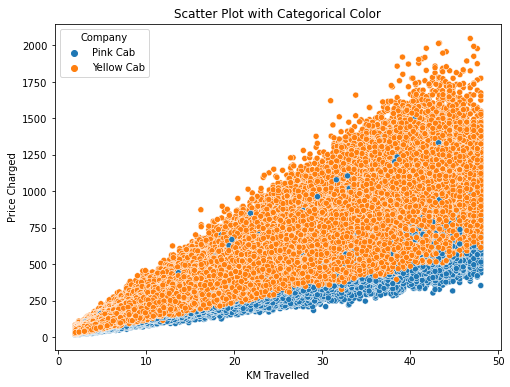 Scatter Plot with Categorical Color
Company
Pink Cab
Yellow Cab
2000
1750
1500
1250
1000
750
500
250
0
Price Charged
0 10 20 30 40 50
KM Travelled